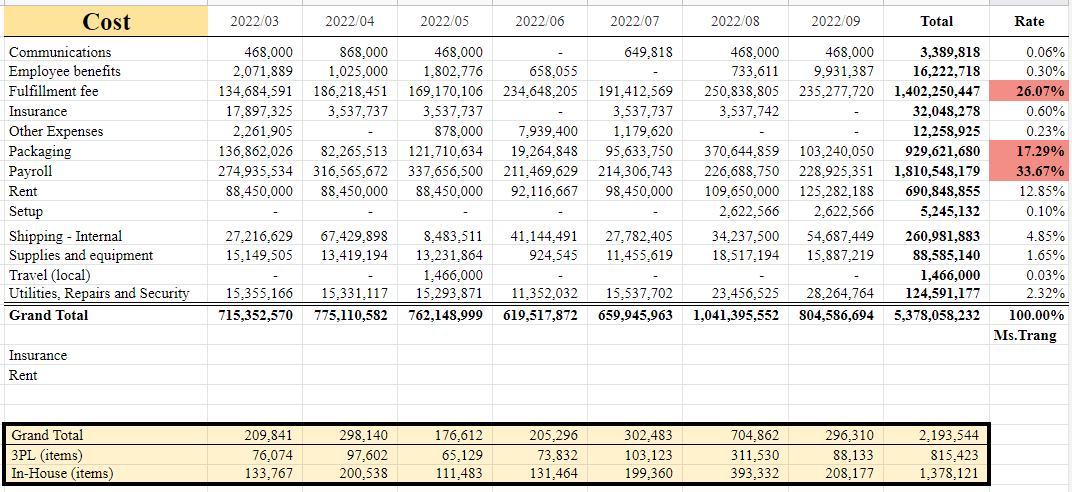 Cost 2022/03 2022/04 2022/05 2022/06 2022/07 2022/08 2022/09 Total Rate
Communications 468,000 868,000 468,000 - 649,818 468,000 468,000 3,389,818 0.06%
Employee benefits 2,071,889 1,025,000 1,802,776 658,055 - 733,611 9,931,387 16,222,718 0.30%
Fulfillment fee 134,684,591 186,218,451 169,170,106 234,648,205 191,412,569 250,838,805 235,277,720 1,402,250,447 26.07%
Insurance 17,897,325 3,537,737 3,537,737 - 3,537,737 3,537,742 - 32,048,278 0.60%
Other Expenses 2,261,905 - 878,000 7,939,400 1,179,620 - - 12,258,925 0.23%
Packaging 136,862,026 82,265,513 121,710,634 19,264,848 95,633,750 370,644,859 103,240,050 929,621,680 17.29%
Payroll 274,935,534 316,565,672 337,656,500 211,469,629 214,306,743 226,688,750 228,925,351 1,810,548,179 33.67%
Rent 88,450,000 88,450,000 88,450,000 92,116,667 98,450,000 109,650,000 125,282,188 690,848,855 12.85%
Setup - - - - - 2,622,566 2,622,566 5,245,132 0.10%
Shipping - Internal 27,216,629 67,429,898 8,483,511 41,144,491 27,782,405 34,237,500 54,687,449 260,981,883 4.85%
Supplies and equipment 15,149,505 13,419,194 13,231,864 924,545 11,455,619 18,517,194 15,887,219 88,585,140 1.65%
Travel (local) - - 1,466,000 - - - - 1,466,000 0.03%
Utilities, Repairs and Security 15,355,166 15,331,117 15,293,871 11,352,032 15,537,702 23,456,525 28,264,764 124,591,177 2.32%
Grand Total 715,352,570 775,110,582 762,148,999 619,517,872 659,945,963 1,041,395,552 804,586,694 5,378,058,232 100.00%
Ms.Trang
Insurance
Rent
Grand Total 209,841 298,140 176,612 205,296 302,483 704,862 296,310 2,193,544
3PL (items) 76,074 97,602 65,129 73,832 103,123 311,530 88,133 815,423
In-House (items) 133,767 200,538 111,483 131,464 199,360 393,332 208,177 1,378,121